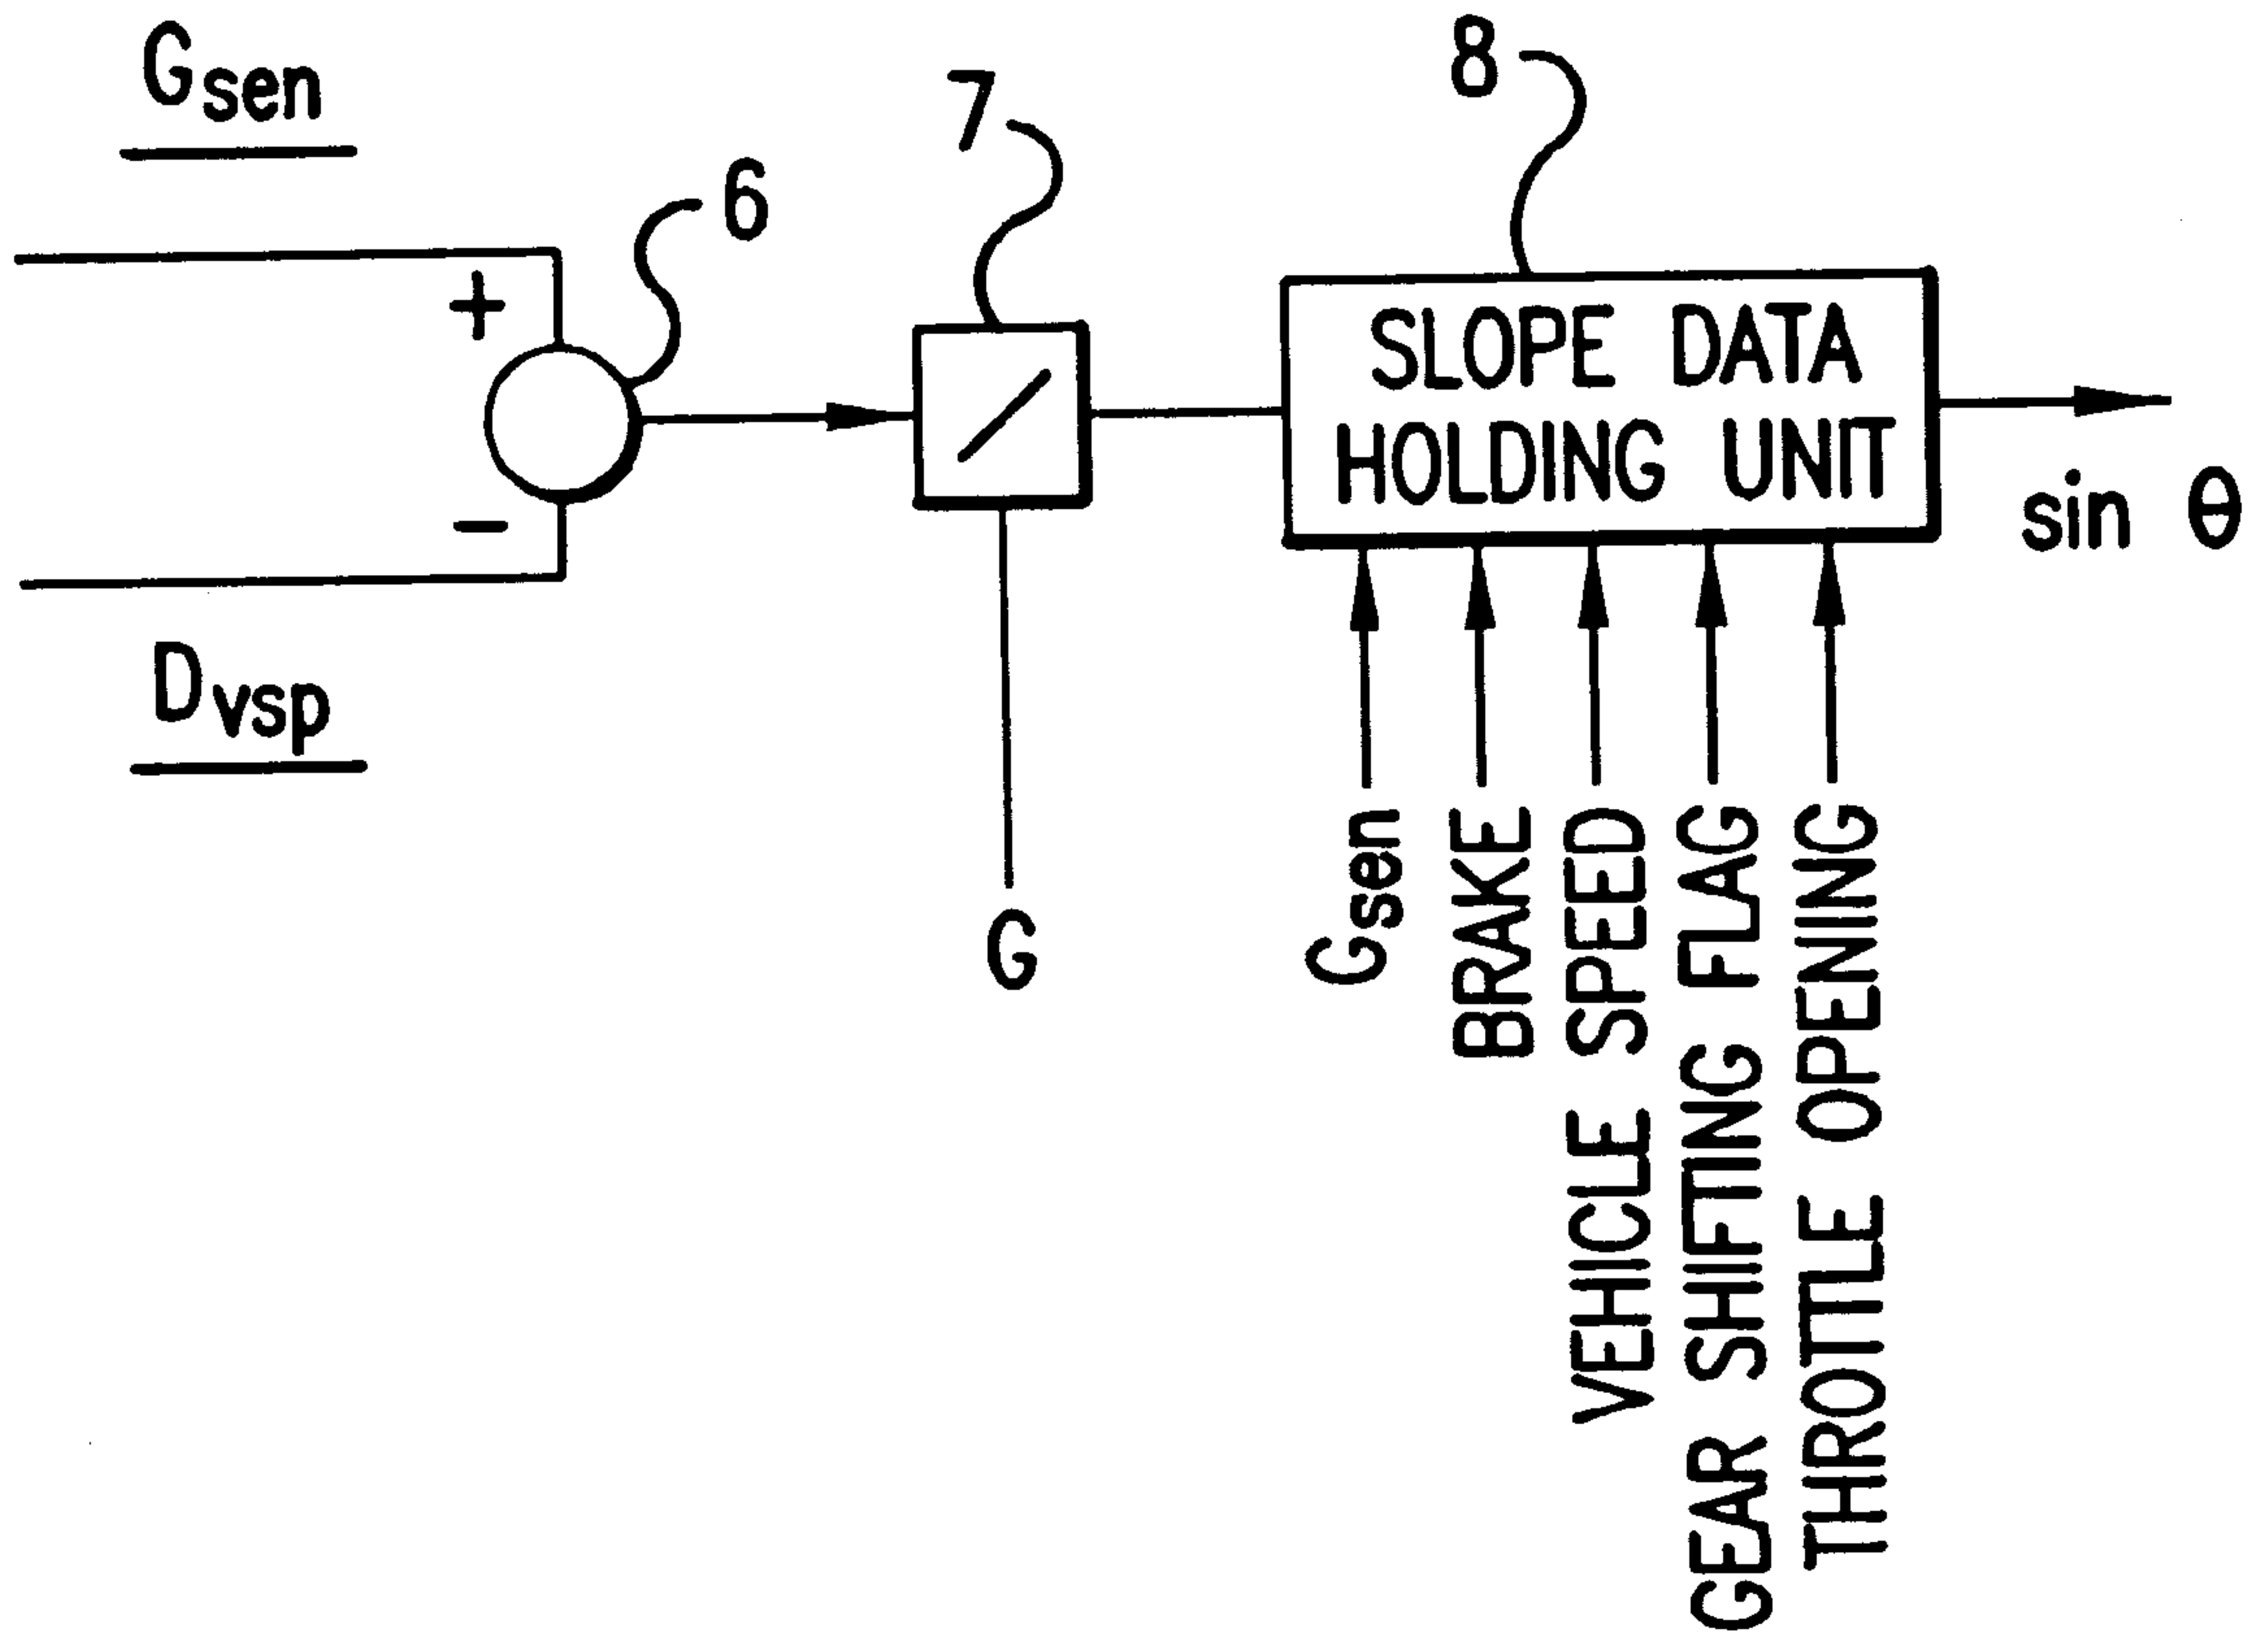 Gsen
6
7
8
+
−
Dvsp
/
G
SLOPE DATA
HOLDING UNIT
sin θ
Gsen
BRAKE
VEHICLE SPEED
GEAR SHIFTING FLAG
THROTTLE OPENING